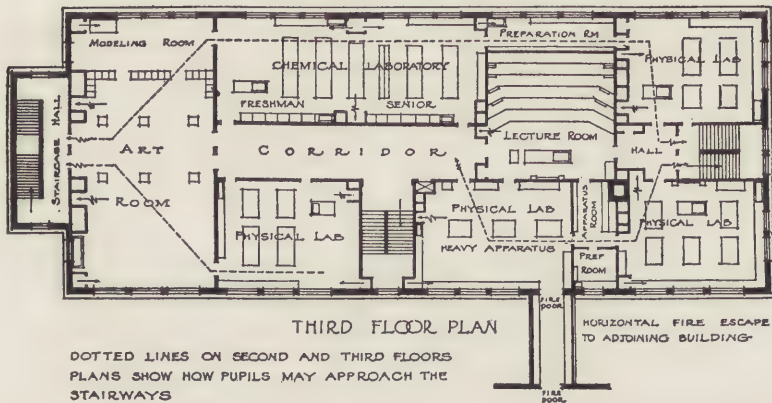 MODELING ROOM
PREPARATION RM
CHEMICAL LABORATORY
PHYSICAL LAB
FRESHMAN
SENIOR
STAIRCASE HALL
LECTURE ROOM
HALL
ART
ROOM
CORRIDOR
PHYSICAL LAB
PHYSICAL LAB
HEAVY APPARATUS
APPARATUS
ROOM
PHYSICAL LAB
PREP
ROOM
FIRE
DOOR
THIRD FLOOR PLAN
HORIZONTAL FIRE ESCAPE
TO ADJOINING BUILDING-
DOTTED LINES ON SECOND AND THIRD FLOORS
PLANS SHOW HOW PUPILS MAY APPROACH THE
STAIRWAYS
FIRE
DOOR